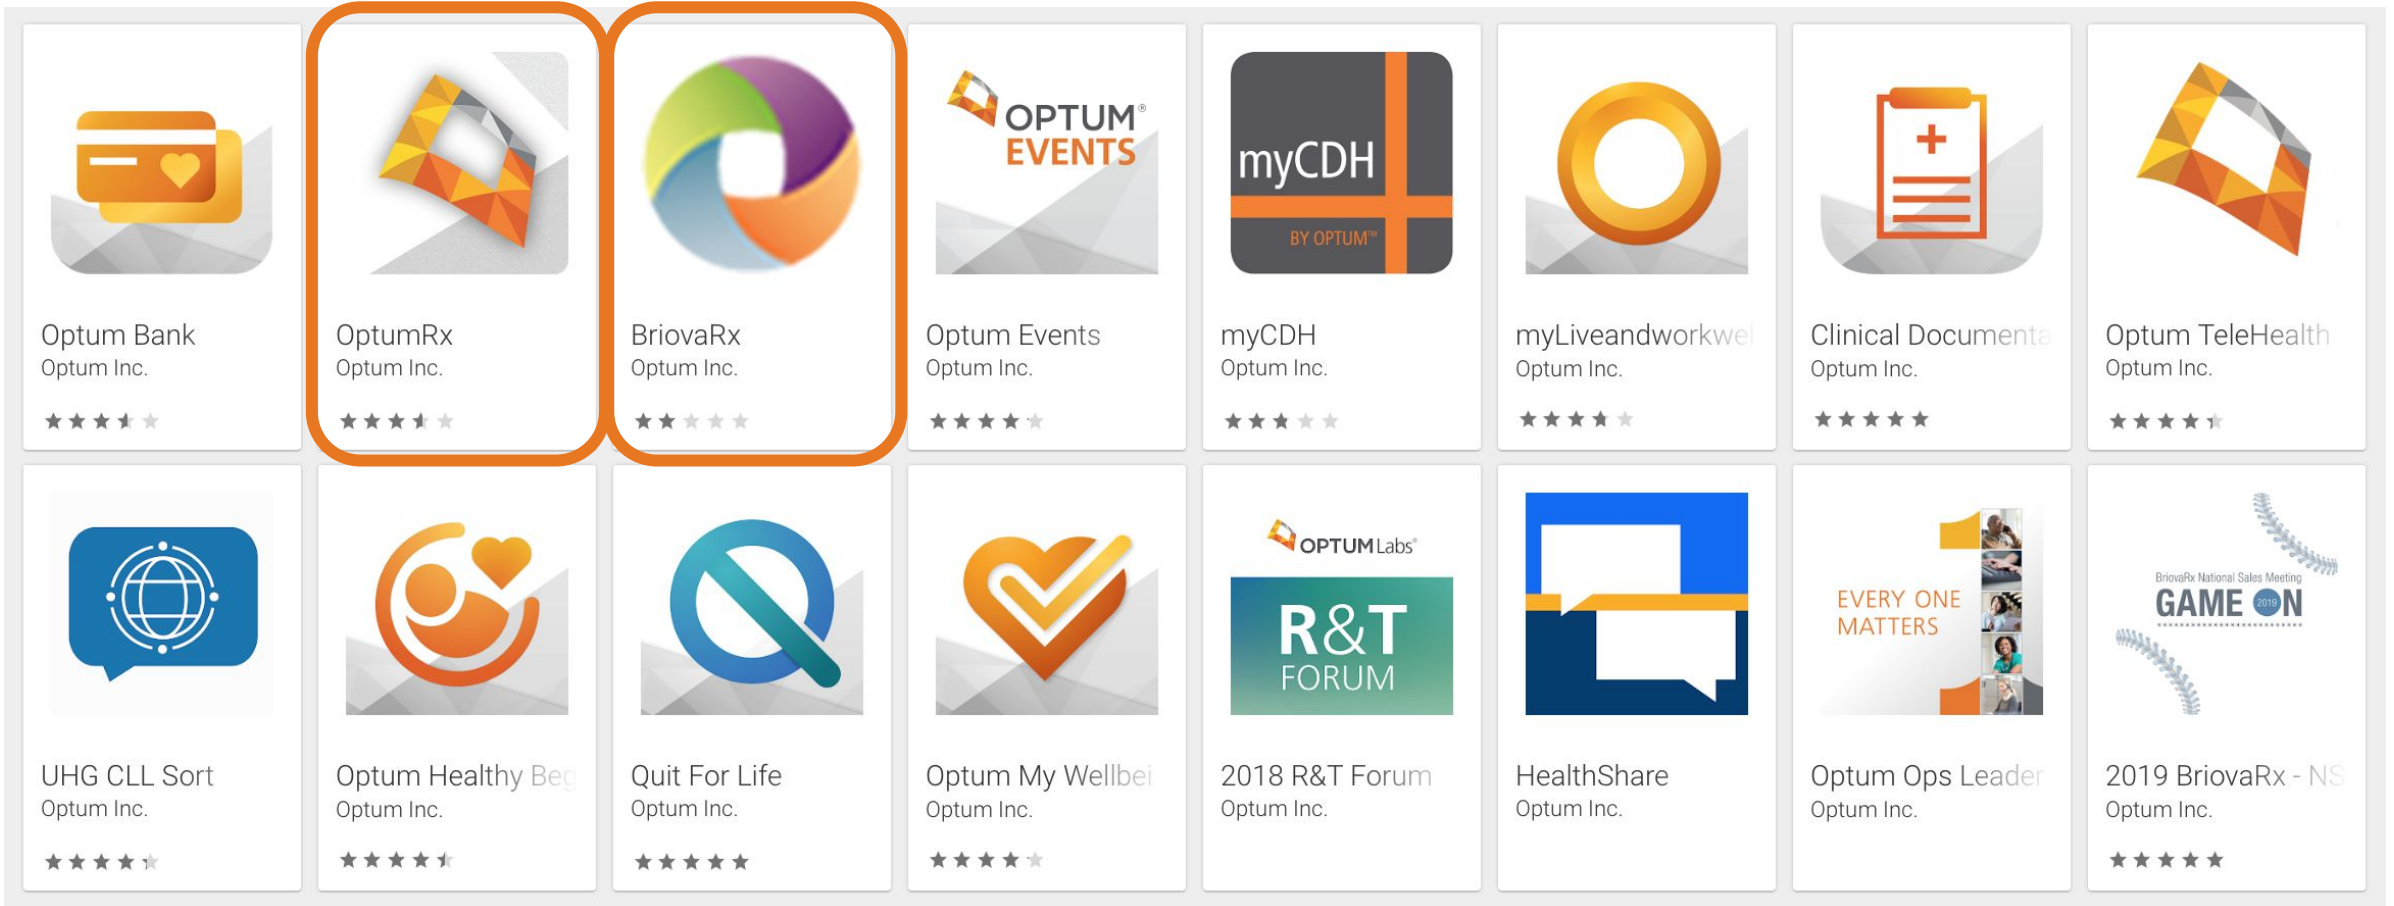 OPTUM®
EVENTS
myCDH
BY OPTUM™
Optum Bank
Optum Inc.
OptumRx
Optum Inc.
BriovaRx
Optum Inc.
Optum Events
Optum Inc.
myCDH
Optum Inc.
myLiveandworkwel
Optum Inc.
Clinical Documenta
Optum Inc.
Optum TeleHealth
Optum Inc.
OPTUMLabs®
R&T
FORUM
EVERY ONE
MATTERS
BriovaRx National Sales Meeting
GAME ON
2019
UHG CLL Sort
Optum Inc.
Optum Healthy Beg
Optum Inc.
Quit For Life
Optum Inc.
Optum My Wellbei
Optum Inc.
2018 R&T Forum
Optum Inc.
HealthShare
Optum Inc.
Optum Ops Leader
Optum Inc.
2019 BriovaRx - NS
Optum Inc.